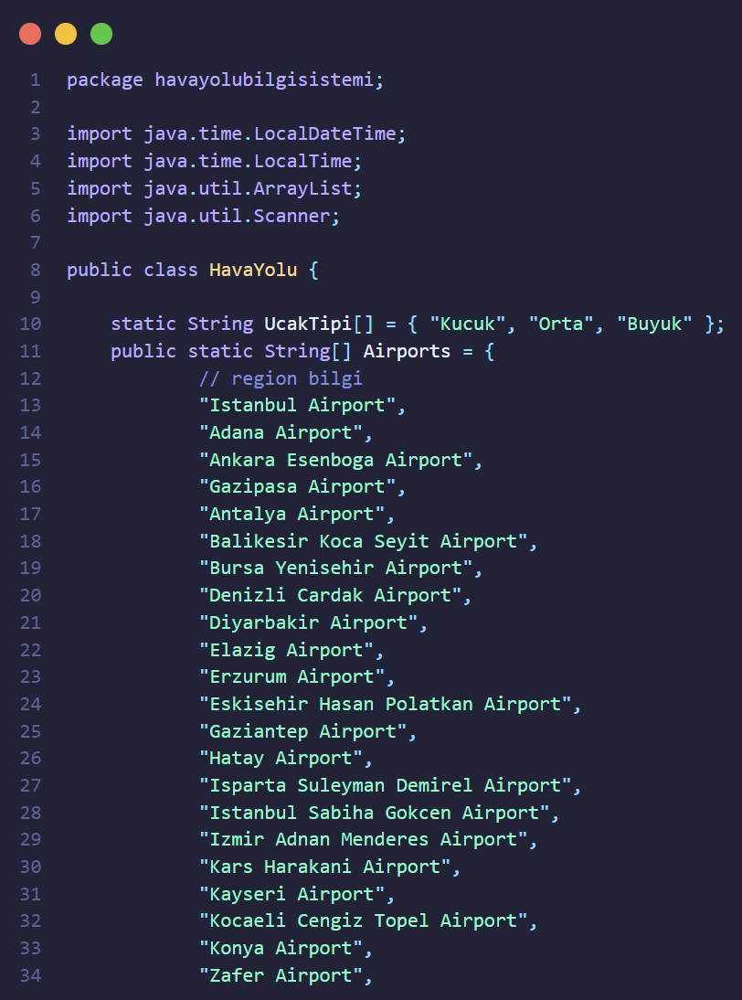 1 package havayolubilgisistemi;
2
3 import java.time.LocalDateTime;
4 import java.time.LocalTime;
5 import java.util.ArrayList;
6 import java.util.Scanner;
7
8 public class HavaYolu {
9
10 static String UcakTipi[] = { "Kucuk", "Orta", "Buyuk" };
11 public static String[] Airports = {
12 // region bilgi
13 "Istanbul Airport",
14 "Adana Airport",
15 "Ankara Esenboga Airport",
16 "Gazipasa Airport",
17 "Antalya Airport",
18 "Balikesir Koca Seyit Airport",
19 "Bursa Yenisehir Airport",
20 "Denizli Cardak Airport",
21 "Diyarbakir Airport",
22 "Elazig Airport",
23 "Erzurum Airport",
24 "Eskisehir Hasan Polatkan Airport",
25 "Gaziantep Airport",
26 "Hatay Airport",
27 "Isparta Suleyman Demirel Airport",
28 "Istanbul Sabiha Gokcen Airport",
29 "Izmir Adnan Menderes Airport",
30 "Kars Harakani Airport",
31 "Kayseri Airport",
32 "Kocaeli Cengiz Topel Airport",
33 "Konya Airport",
34 "Zafer Airport",